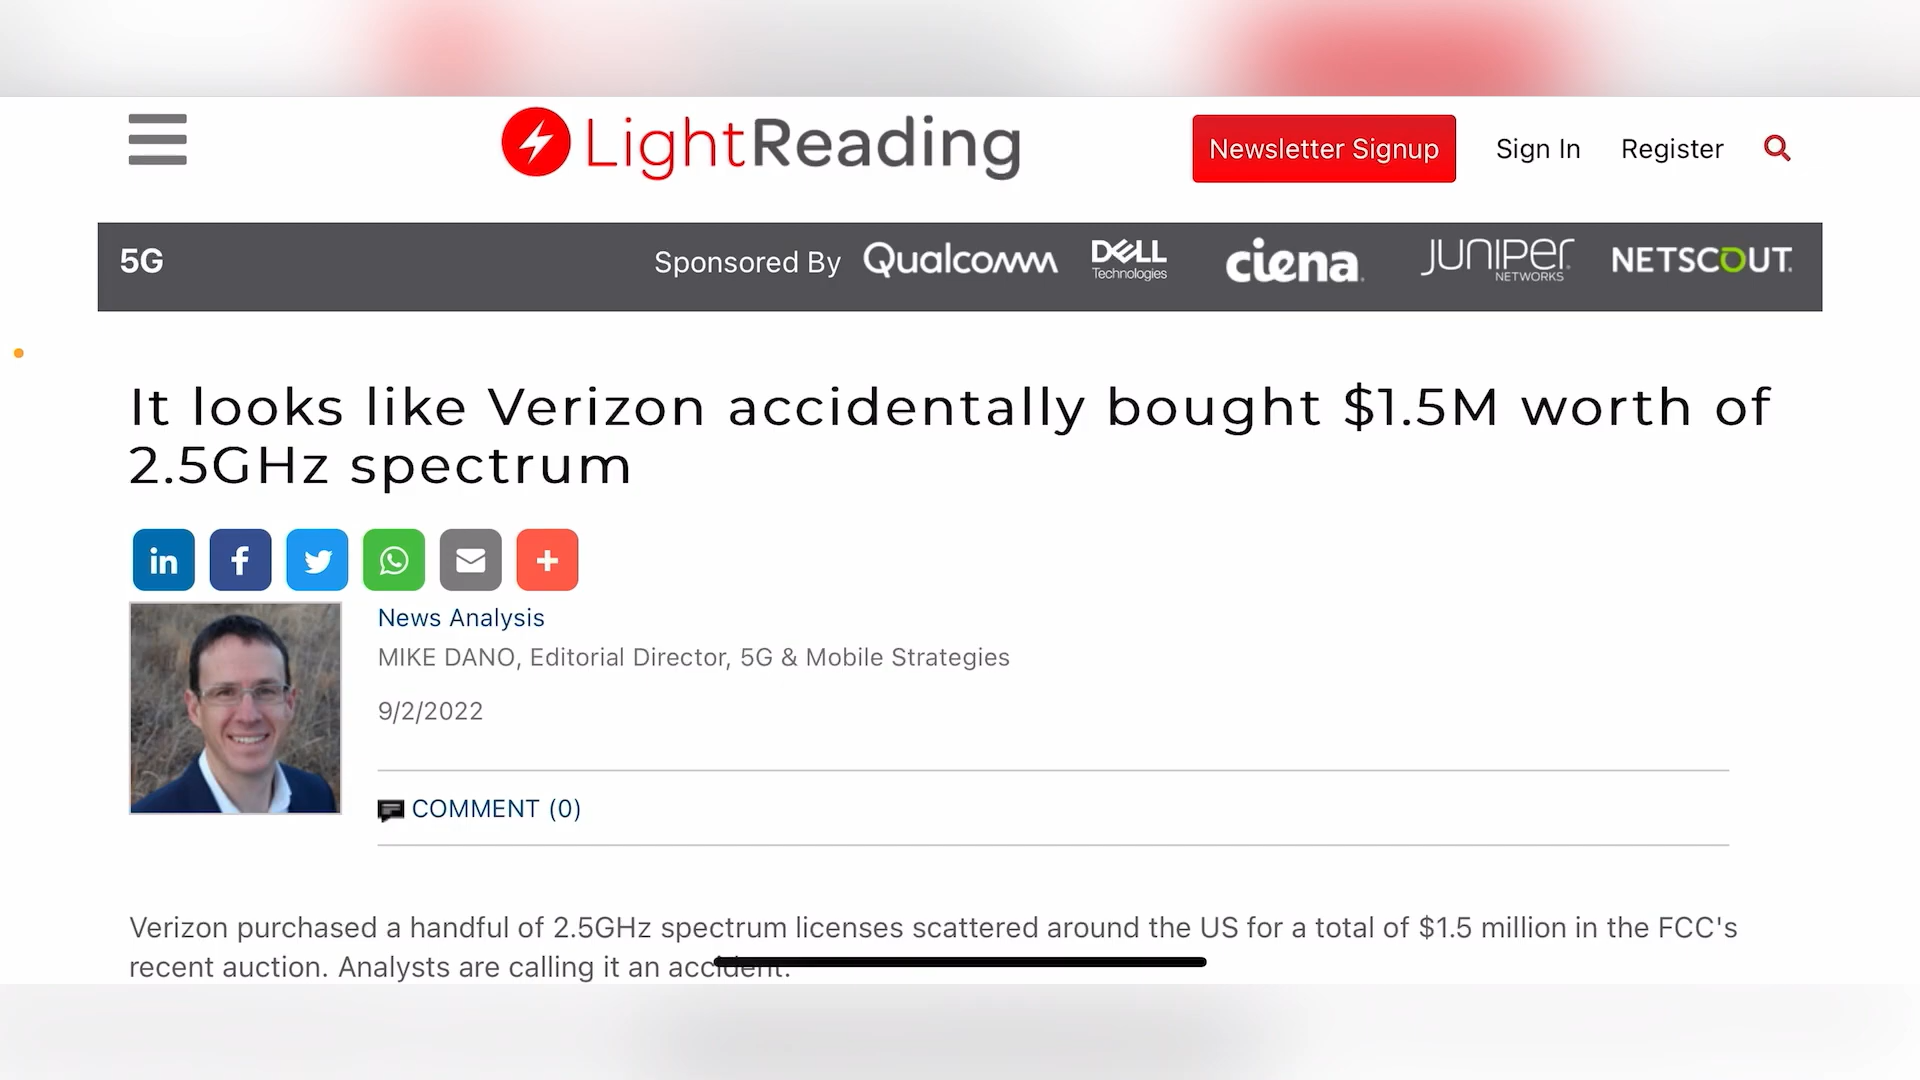 LightReading
Newsletter Signup
Sign In
Register
5G
Sponsored By
Qualcomm
DELL
Technologies
ciena
JUNIPER
NETWORKS
NETSCOUT.
It looks like Verizon accidentally bought $1.5M worth of
2.5GHz spectrum
in
f
+
News Analysis
MIKE DANO, Editorial Director, 5G & Mobile Strategies
9/2/2022
COMMENT (0)
Verizon purchased a handful of 2.5GHz spectrum licenses scattered around the US for a total of $1.5 million in the FCC's
recent auction. Analysts are calling it an accident.